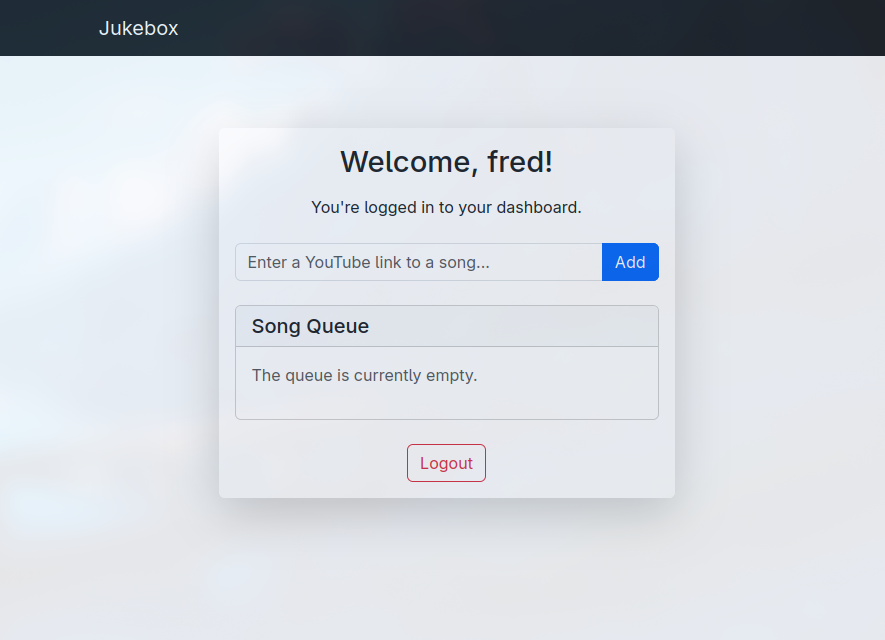 Jukebox
Welcome, fred!
You're logged in to your dashboard.
Enter a YouTube link to a song...
Add
Song Queue
The queue is currently empty.
Logout